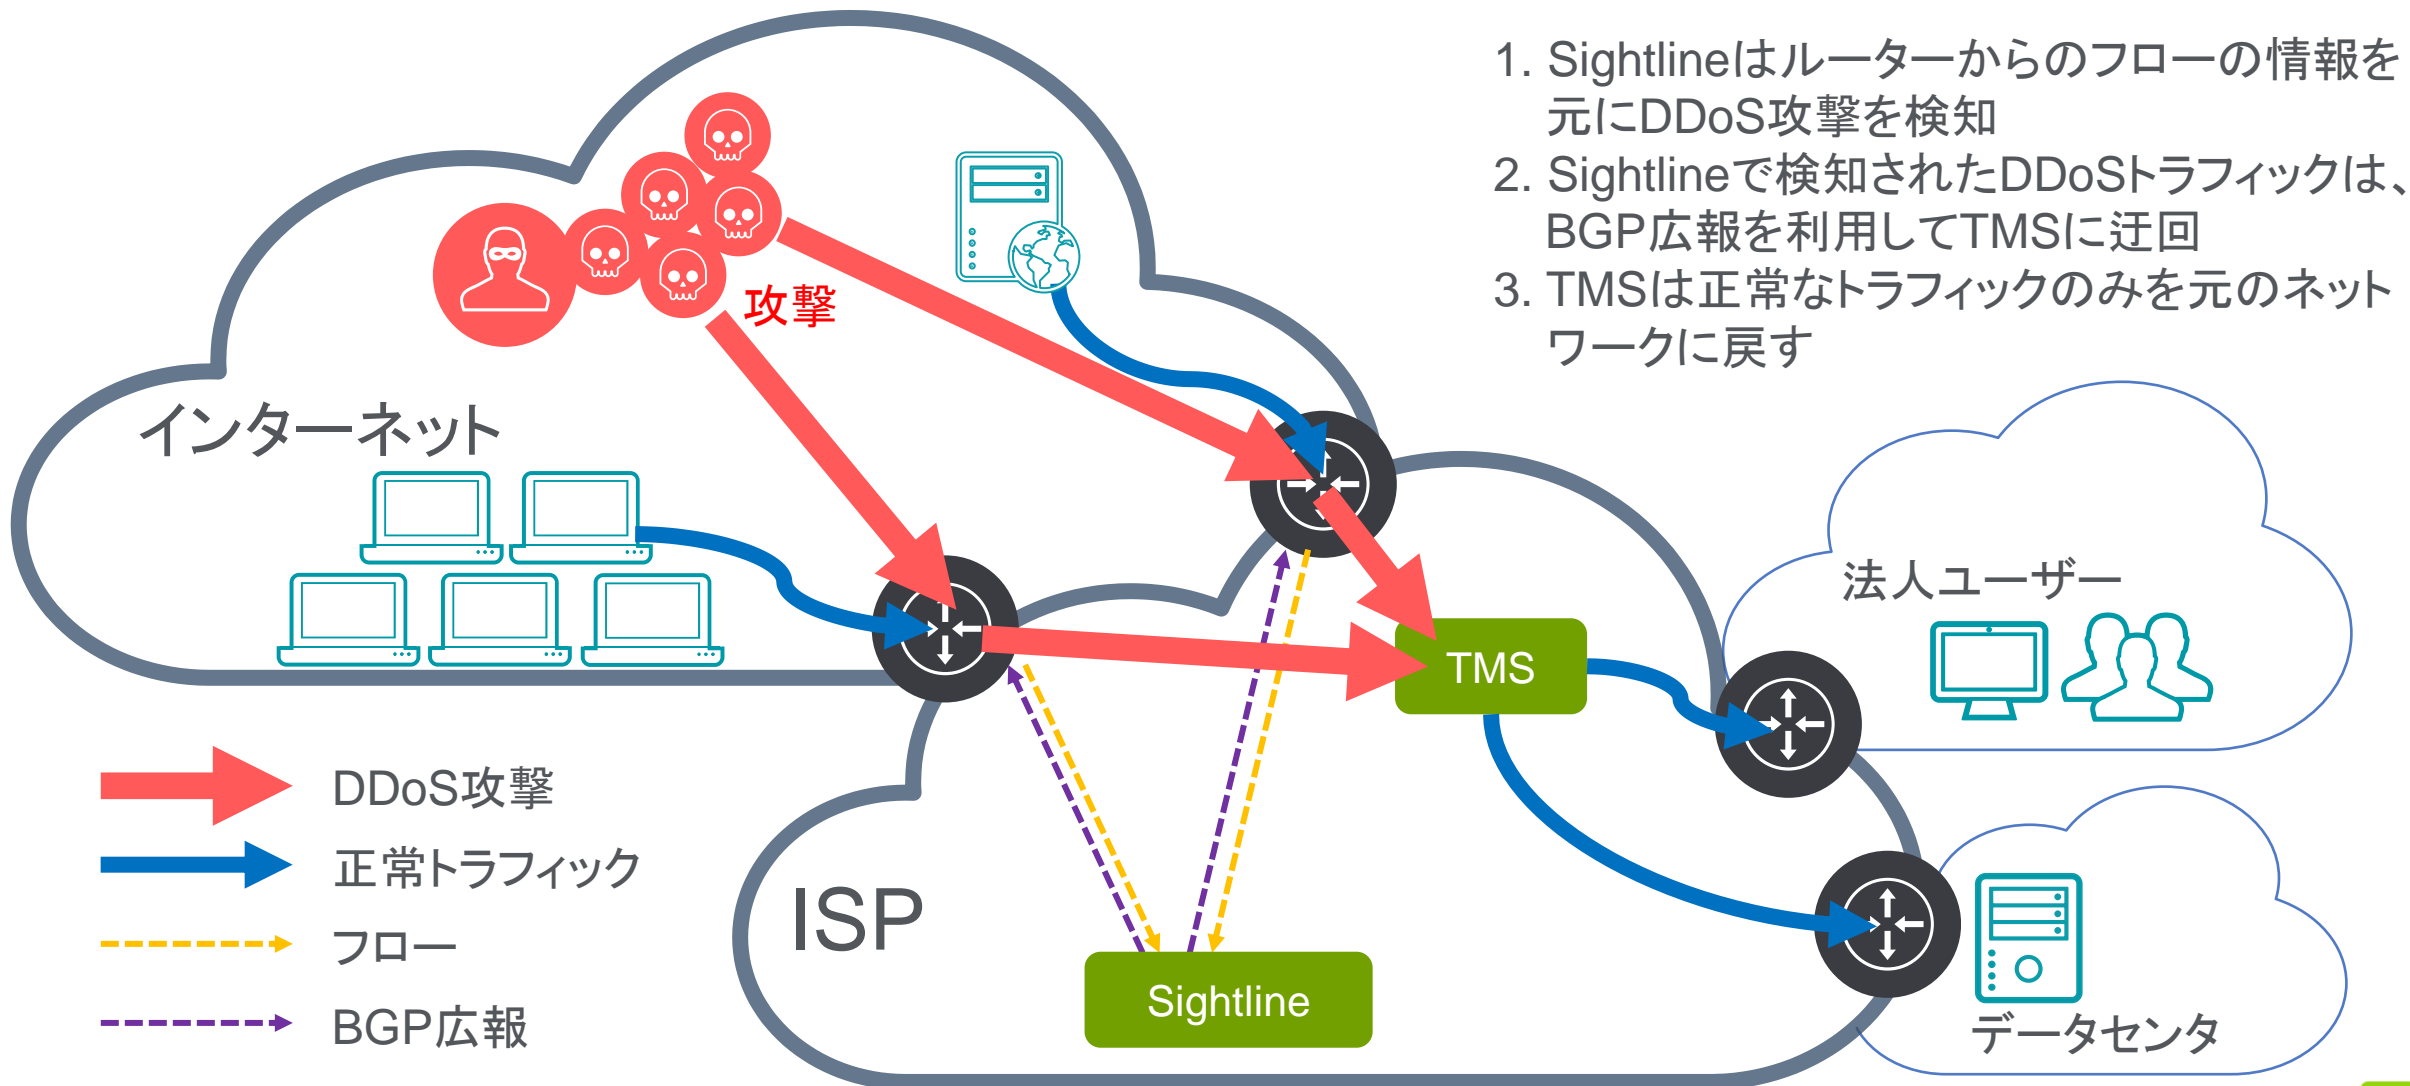 1. Sightlineはルーターからのフローの情報を
元にDDoS攻撃を検知
2. Sightlineで検知されたDDoSトラフィックは、
BGP広報を利用してTMSに迂回
3. TMSは正常なトラフィックのみを元のネット
ワークに戻す
攻撃
インターネット
法人ユーザー
TMS
DDoS攻撃
正常トラフィック
フロー
BGP広報
ISP
Sightline
データセンタ